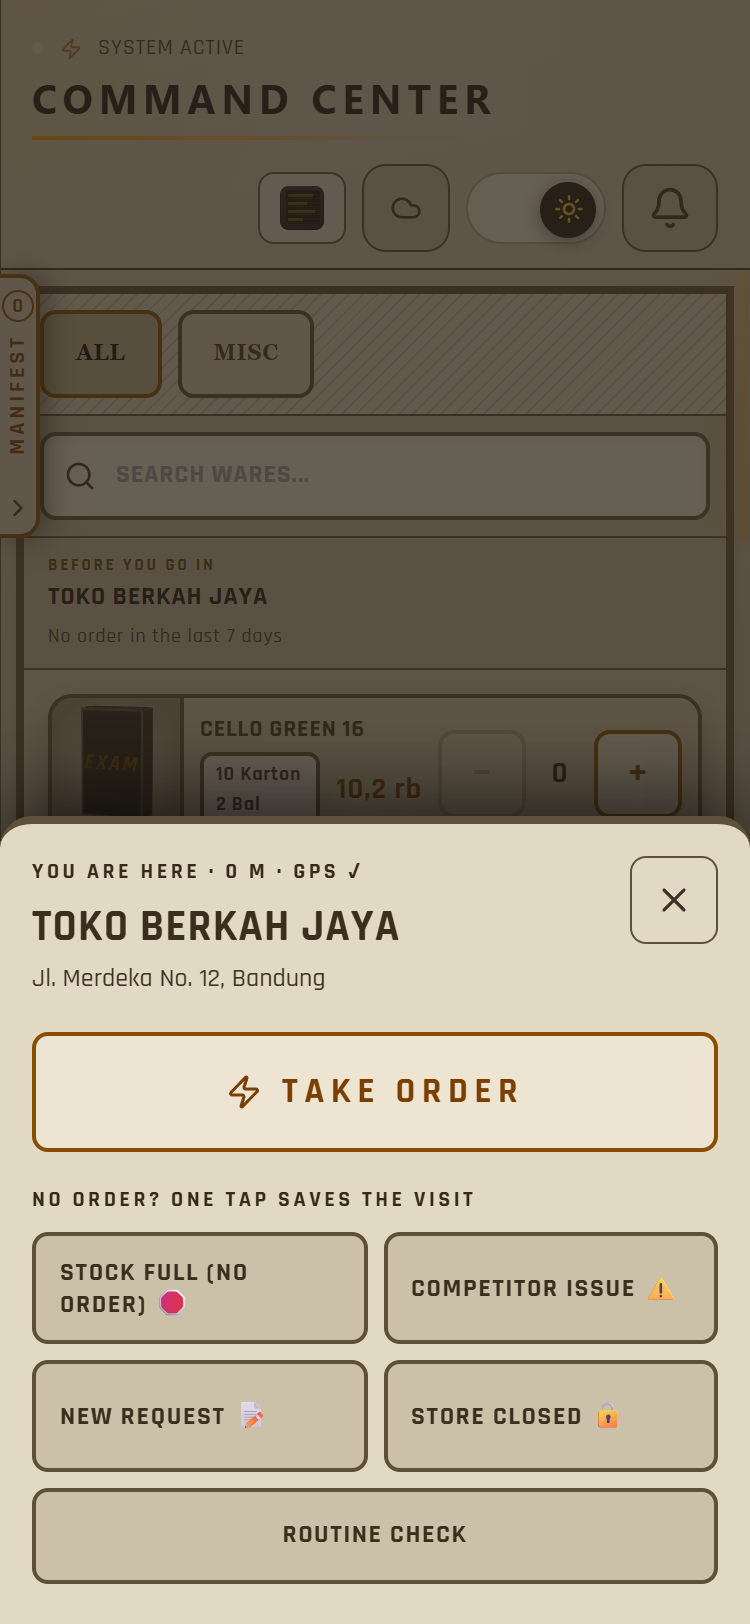 SYSTEM ACTIVE
COMMAND CENTER
0
MANIFEST
ALL
MISC
SEARCH WARES...
BEFORE YOU GO IN
TOKO BERKAH JAYA
No order in the last 7 days
EXAM
CELLO GREEN 16
10 Karton
2 Bal
10,2 rb
−
0
+
YOU ARE HERE · 0 M · GPS ✓
TOKO BERKAH JAYA
Jl. Merdeka No. 12, Bandung
TAKE ORDER
NO ORDER? ONE TAP SAVES THE VISIT
STOCK FULL (NO
ORDER) 🛑
COMPETITOR ISSUE ⚠️
NEW REQUEST 📝
STORE CLOSED 🔒
ROUTINE CHECK